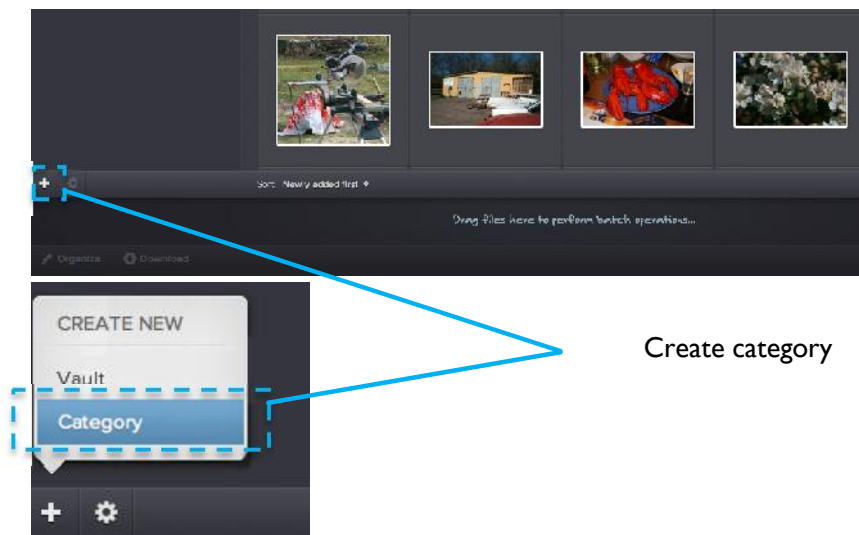 Sort: Newly added first
Drag files here to perform batch operations...
Organize Download
CREATE NEW
Vault
Category
Create category